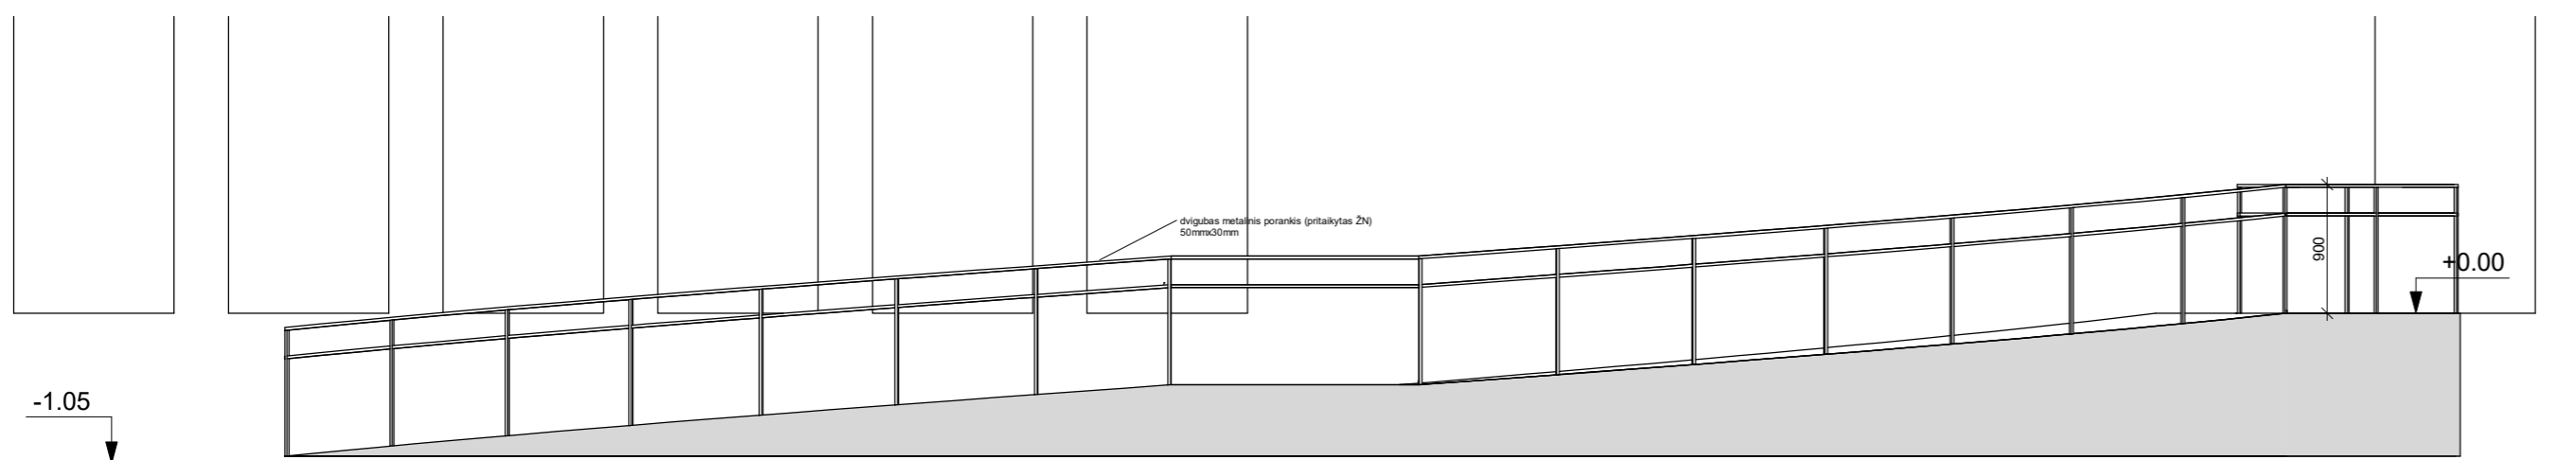 dvigubas metalinis porankis (pritaikytas ŽN)
50mmx30mm
900
+0.00
-1.05